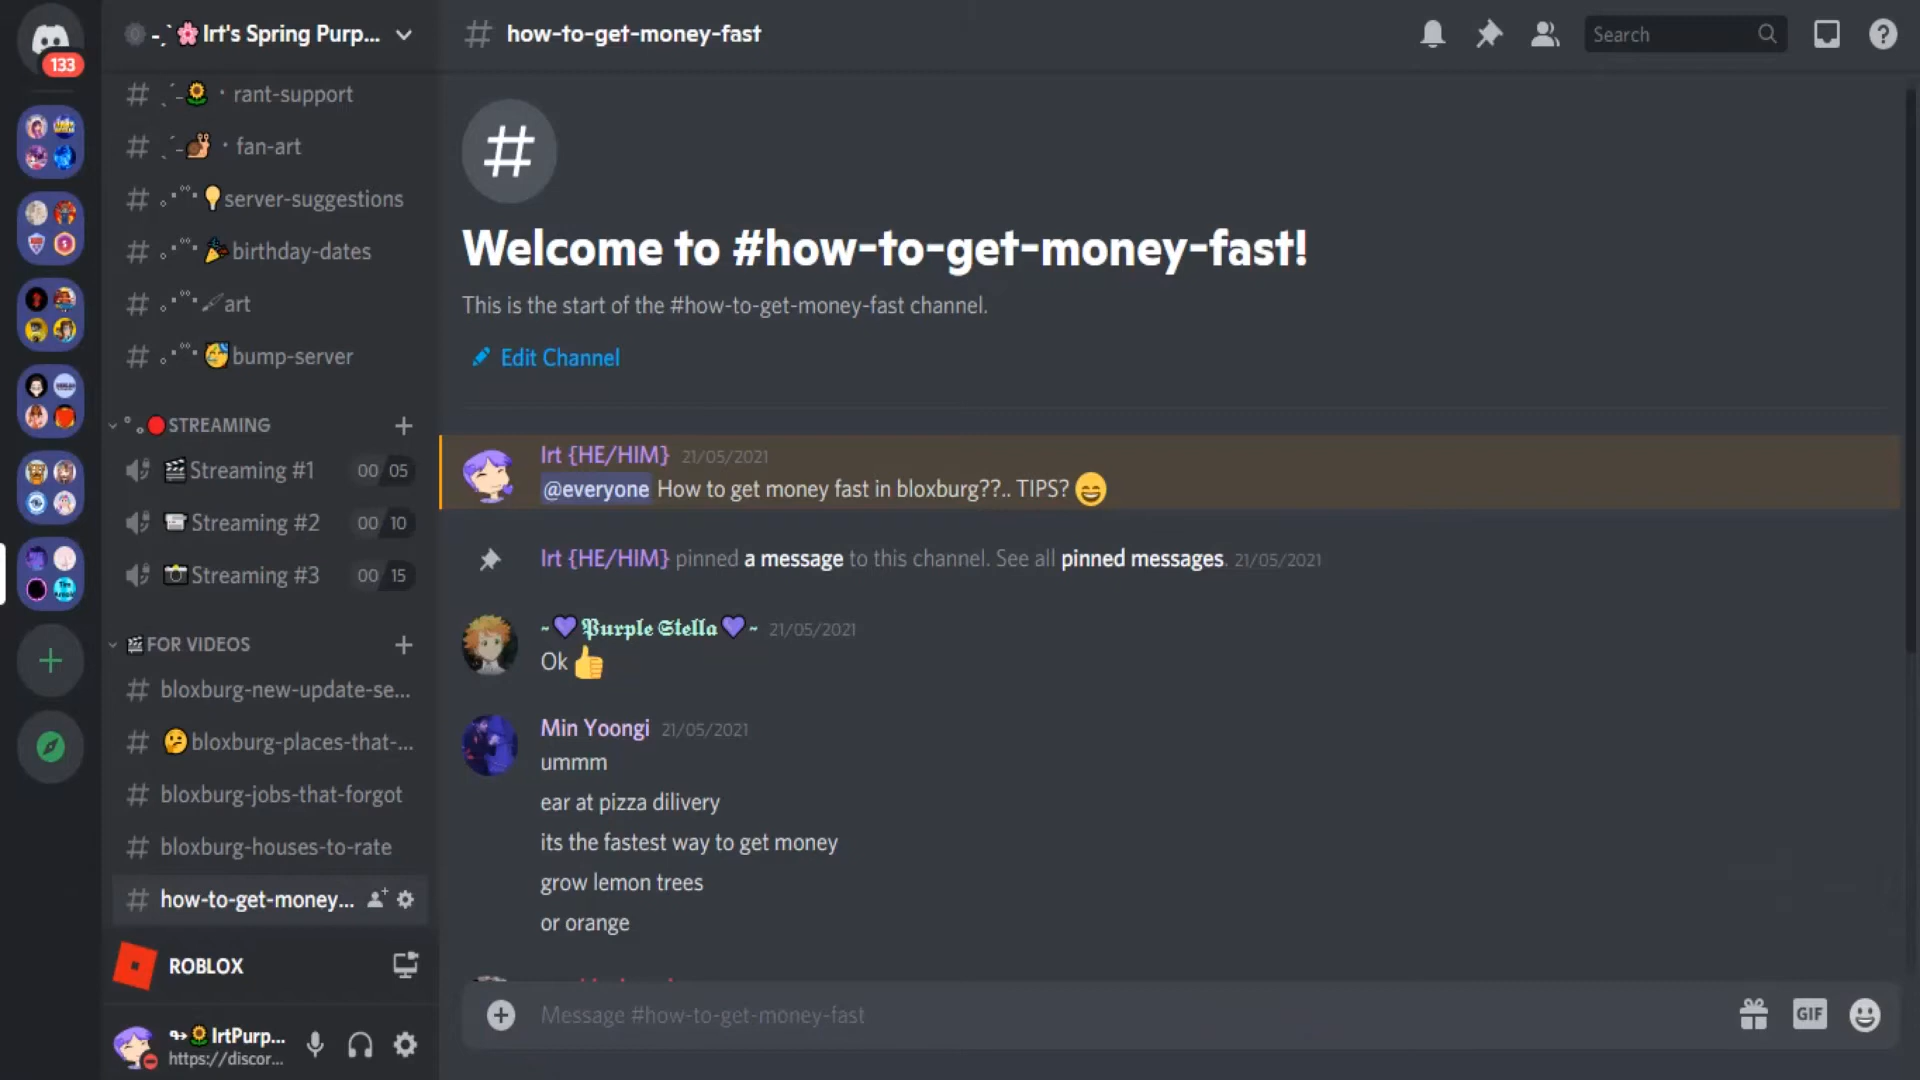 133
Irt's Spring Purp...
rant-support
fan-art
server-suggestions
birthday-dates
art
bump-server
STREAMING
Streaming #1 00 05
Streaming #2 00 10
Streaming #3 00 15
FOR VIDEOS
bloxburg-new-update-se...
bloxburg-places-that-...
bloxburg-jobs-that-forgot
bloxburg-houses-to-rate
how-to-get-money...
ROBLOX
IrtPurp...
https://discor...
how-to-get-money-fast
Search
Welcome to #how-to-get-money-fast!
This is the start of the #how-to-get-money-fast channel.
Edit Channel
Irt {HE/HIM} 21/05/2021
@everyone How to get money fast in bloxburg??.. TIPS? 😄
Irt {HE/HIM} pinned a message to this channel. See all pinned messages. 21/05/2021
~💜𝕻𝖚𝖗𝖕𝖑𝖊 𝕾𝖙𝖊𝖑𝖑𝖆💜~ 21/05/2021
Ok 👍
Min Yoongi 21/05/2021
ummm
ear at pizza dilivery
its the fastest way to get money
grow lemon trees
or orange
Message #how-to-get-money-fast
GIF